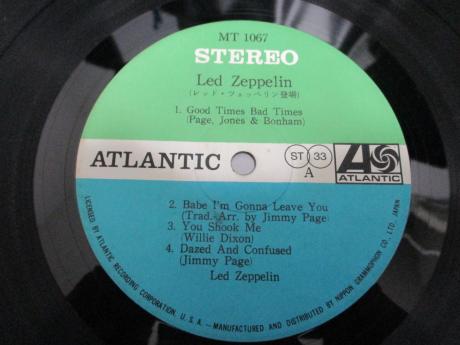 MT 1067
STEREO
Led Zeppelin
(レッド・ツェッペリン登場)
1. Good Times Bad Times
(Page, Jones & Bonham)
ATLANTIC
ST 33
A
ATLANTIC
2. Babe I'm Gonna Leave You
(Trad.-Arr. by Jimmy Page)
3. You Shook Me
(Willie Dixon)
4. Dazed And Confused
(Jimmy Page)
Led Zeppelin
LICENSED BY ATLANTIC RECORDING CORPORATION, U.S.A.-MANUFACTURED AND DISTRIBUTED BY NIPPON GRAMMOPHON CO., LTD., JAPAN